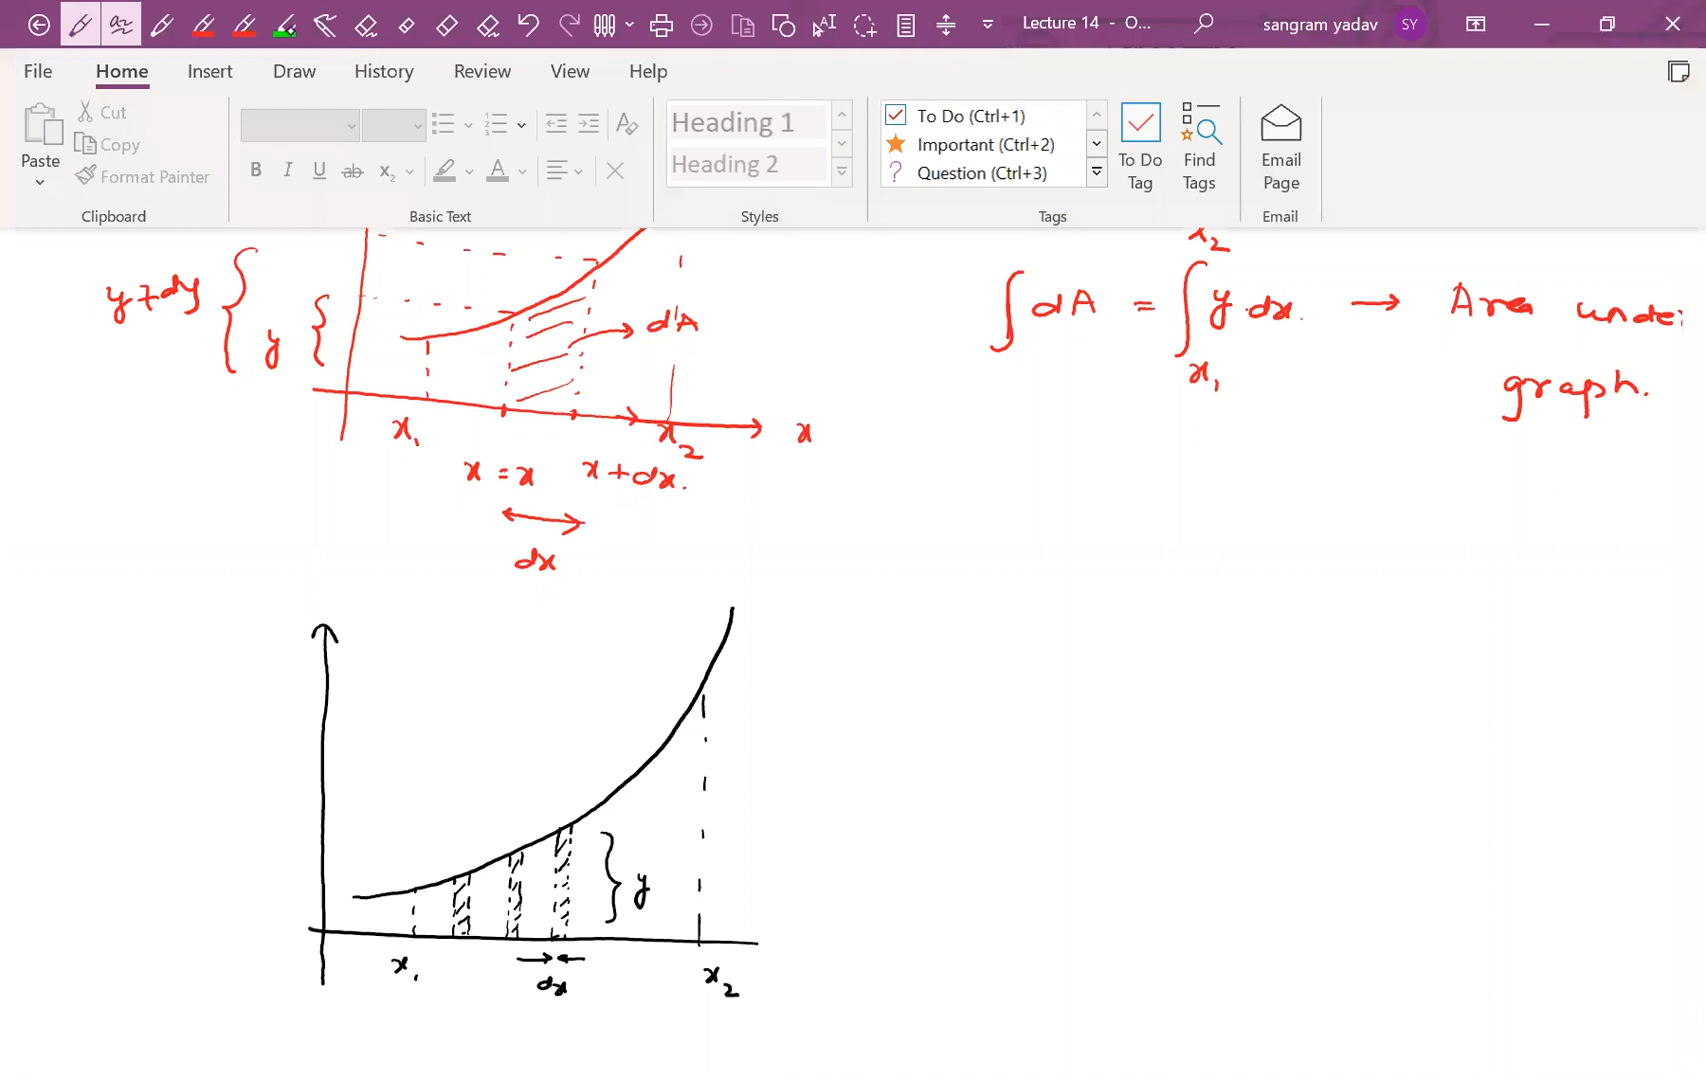 Lecture 14 - O...
sangram yadav
SY
File Home Insert Draw History Review View Help
Paste
Cut
Copy
Format Painter
Clipboard
B I U ab x₂ A
Basic Text
Heading 1
Heading 2
Styles
To Do (Ctrl+1)
Important (Ctrl+2)
? Question (Ctrl+3)
To Do Tag
Find Tags
Tags
Email Page
Email
y+dy { y {
dA
x₁ x₂ x
x = x x+dx.
dx
x₂
∫ dA = ∫ y.dx. → Area unde
x₁
graph.
} y
x₁ dx x₂